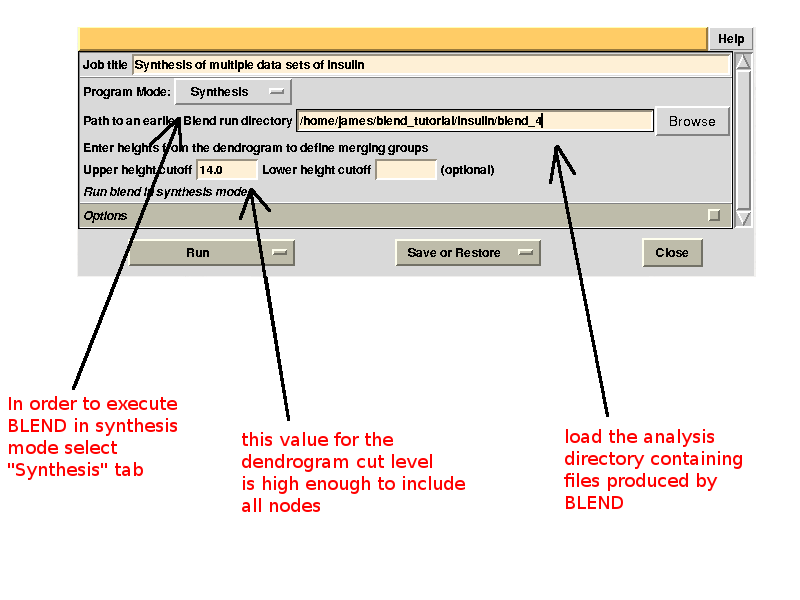 Help
Job title Synthesis of multiple data sets of insulin
Program Mode: Synthesis
Path to an earlier Blend run directory /home/james/blend_tutorial/insulin/blend_4 Browse
Enter heights from the dendrogram to define merging groups
Upper height cutoff 14.0 Lower height cutoff (optional)
Run blend in synthesis mode
Options
Run Save or Restore Close
In order to execute
BLEND in synthesis
mode select
"Synthesis" tab
this value for the
dendrogram cut level
is high enough to include
all nodes
load the analysis
directory containing
files produced by
BLEND